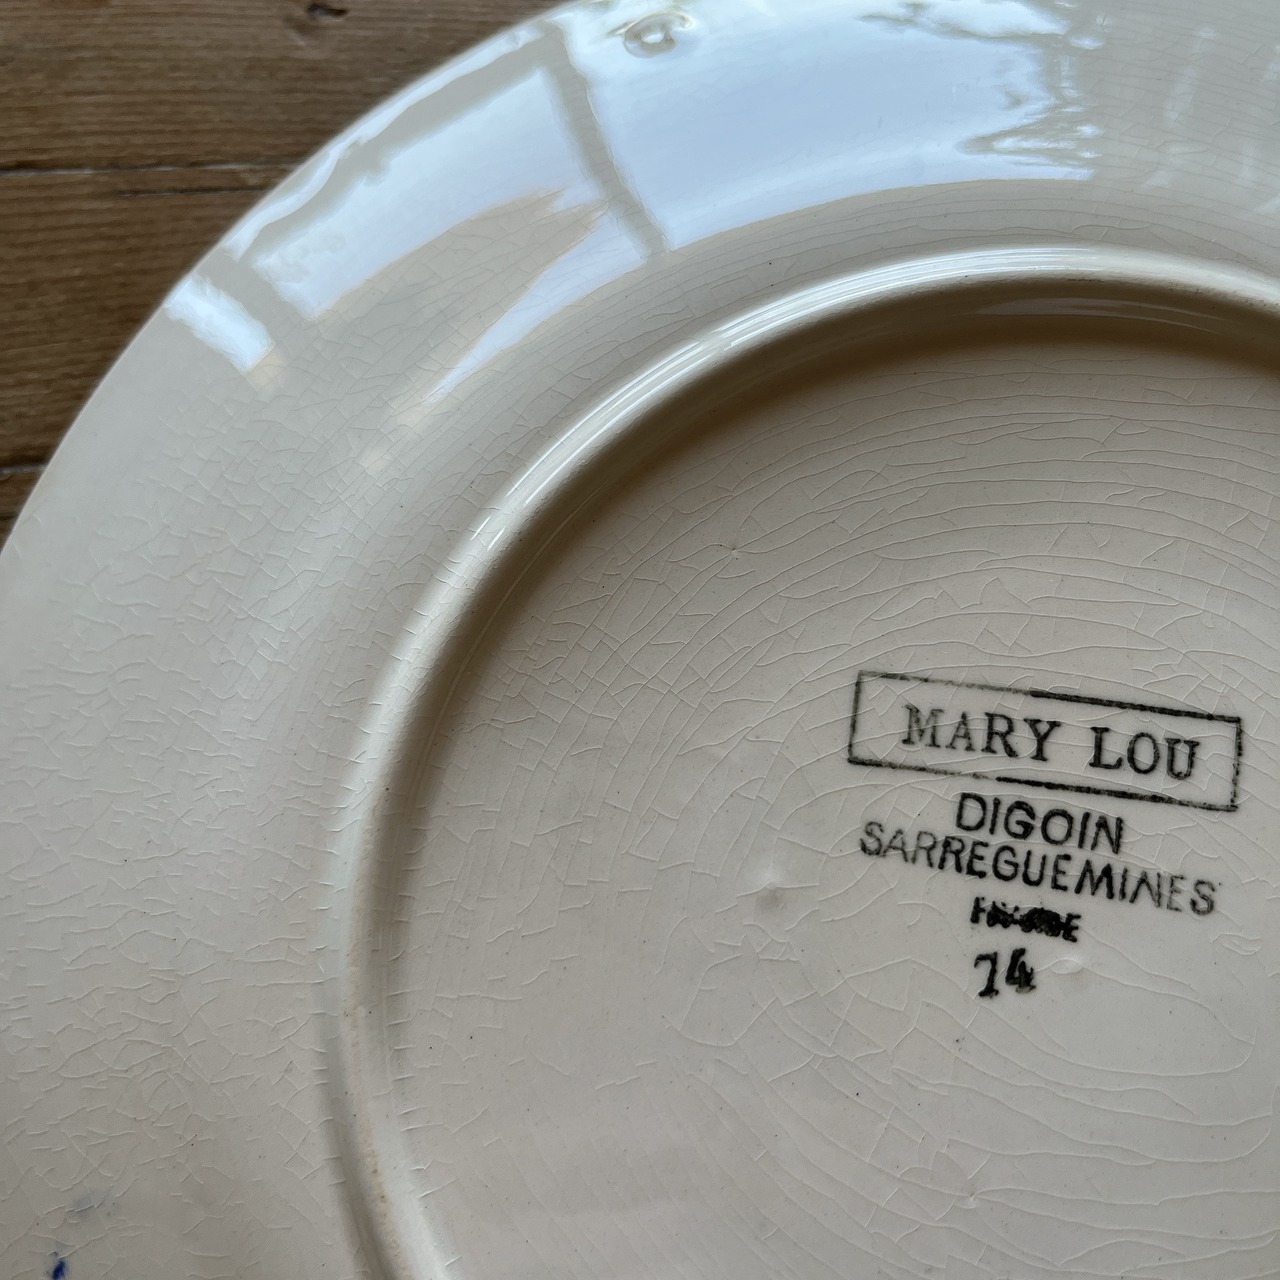 MARY LOU
DIGOIN
SARREGUEMINES
74